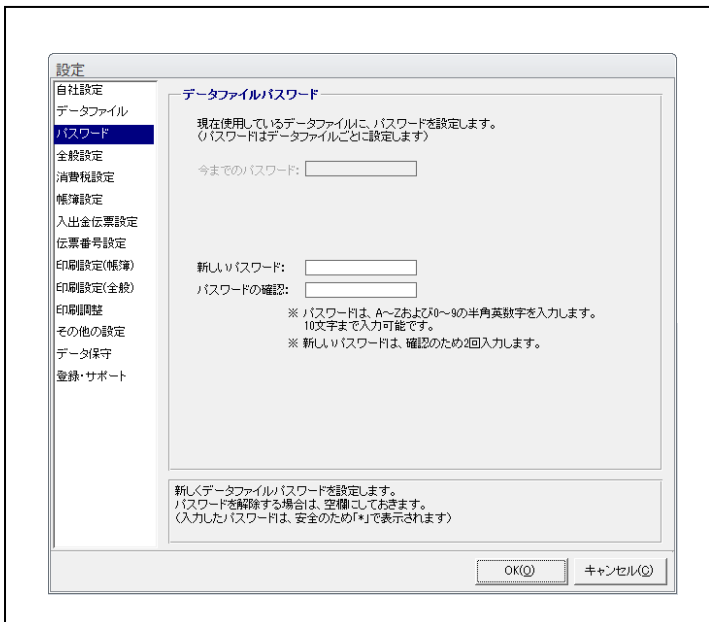 設定
自社設定
データファイル
パスワード
全般設定
消費税設定
帳簿設定
入出金伝票設定
伝票番号設定
印刷設定(帳簿)
印刷設定(全般)
印刷調整
その他の設定
データ保守
登録・サポート
データファイルパスワード
現在使用しているデータファイルに、パスワードを設定します。
(パスワードはデータファイルごとに設定します)
今までのパスワード:
新しいパスワード:
パスワードの確認:
※ パスワードは、A～Zおよび0～9の半角英数字を入力します。
10文字まで入力可能です。
※ 新しいパスワードは、確認のため2回入力します。
新しくデータファイルパスワードを設定します。
パスワードを解除する場合は、空欄にしておきます。
(入力したパスワードは、安全のため「*」で表示されます)
OK(O)
キャンセル(C)